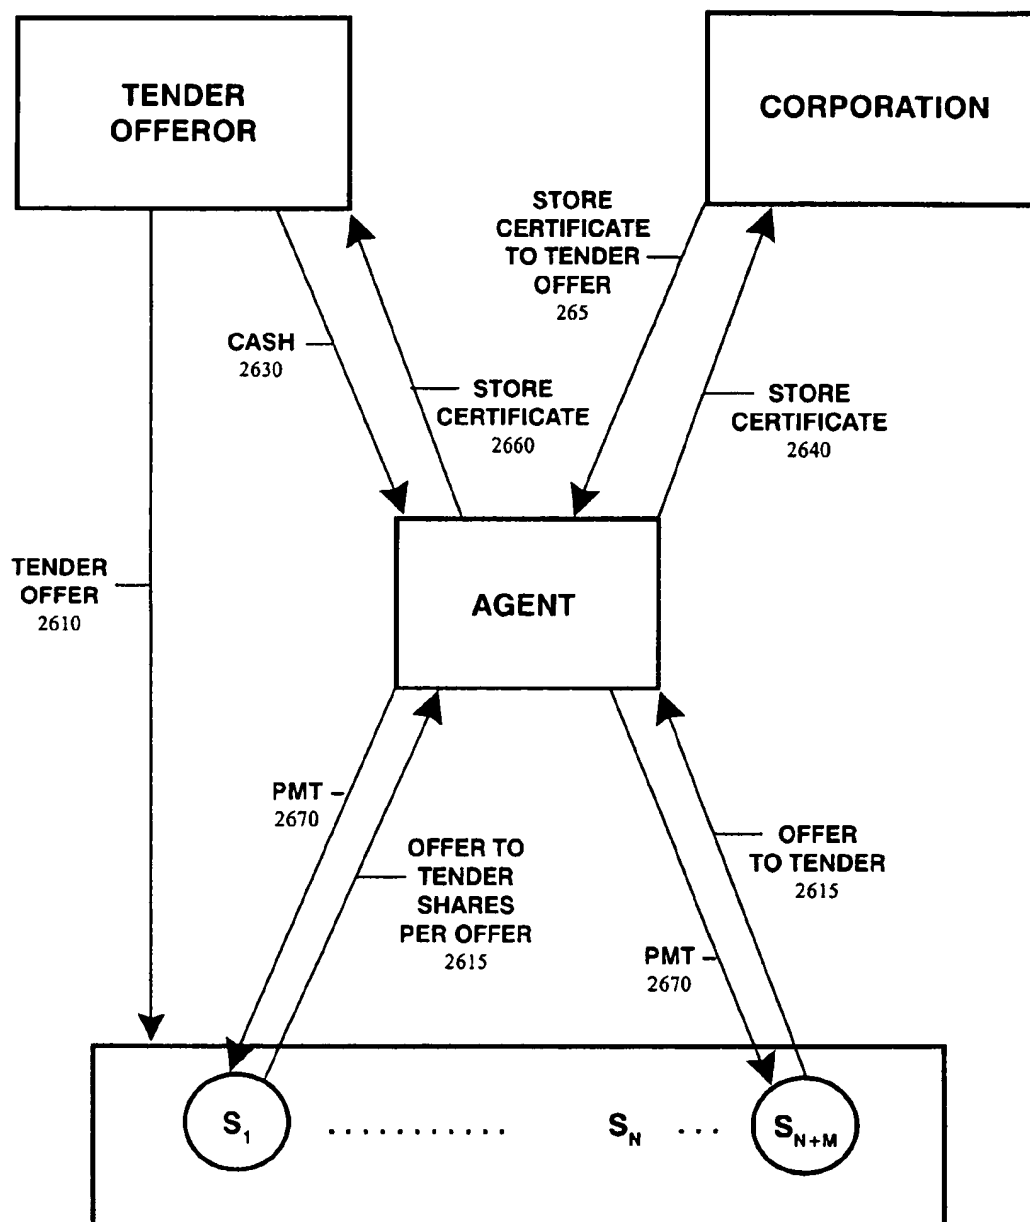 TENDER
OFFEROR
CORPORATION
STORE
CERTIFICATE
TO TENDER
OFFER
265
CASH
2630
STORE
CERTIFICATE
2660
STORE
CERTIFICATE
2640
TENDER
OFFER
2610
AGENT
PMT
2670
OFFER TO
TENDER
SHARES
PER OFFER
2615
OFFER
TO TENDER
2615
PMT
2670
S1 ........... SN ... SN+M